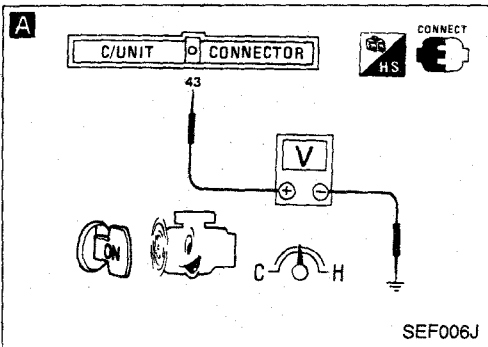 A
CONNECT
C/UNIT CONNECTOR
HS
43
V
ON
C H
SEF006J